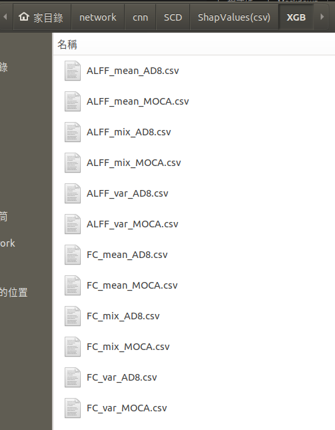 家目錄 network cnn SCD ShapValues(csv) XGB
名稱
錄
ALFF_mean_AD8.csv
ALFF_mean_MOCA.csv
ALFF_mix_AD8.csv
ALFF_mix_MOCA.csv
ALFF_var_AD8.csv
筒
ALFF_var_MOCA.csv
ork
FC_mean_AD8.csv
FC_mean_MOCA.csv
的位置
FC_mix_AD8.csv
FC_mix_MOCA.csv
FC_var_AD8.csv
FC_var_MOCA.csv